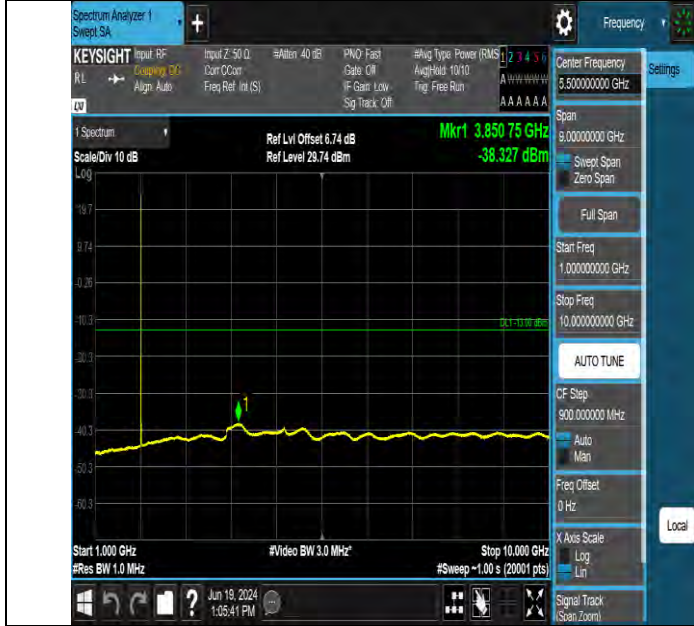 Spectrum Analyzer 1
Swept SA
+
Frequency
KEYSIGHT
RL
Input: RF
Coupling: DC
Align: Auto
Input Z: 50 Ω
Corr CCorr
Freq Ref: Int (S)
#Atten: 40 dB
PNO: Fast
Gate: Off
IF Gain: Low
Sig Track: Off
#Avg Type: Power (RMS
Avg|Hold: 10/10
Trig: Free Run
1 2 3 4 5 6
A W W W W W
A A A A A A
LXI
1 Spectrum
Scale/Div 10 dB
Log
Ref Lvl Offset 6.74 dB
Ref Level 29.74 dBm
Mkr1 3.850 75 GHz
-38.327 dBm
19.7
9.74
-0.26
-10.3
-20.3
-30.3
-40.3
-50.3
-60.3
DL1 -13.00 dBm
1
Start 1.000 GHz
#Res BW 1.0 MHz
#Video BW 3.0 MHz*
Stop 10.000 GHz
#Sweep ~1.00 s (20001 pts)
Jun 19, 2024
1:05:41 PM
?
Center Frequency
5.500000000 GHz
Span
9.00000000 GHz
Swept Span
Zero Span
Full Span
Start Freq
1.000000000 GHz
Stop Freq
10.000000000 GHz
AUTO TUNE
CF Step
900.000000 MHz
Auto
Man
Freq Offset
0 Hz
X Axis Scale
Log
Lin
Signal Track
(Span Zoom)
Settings
Local